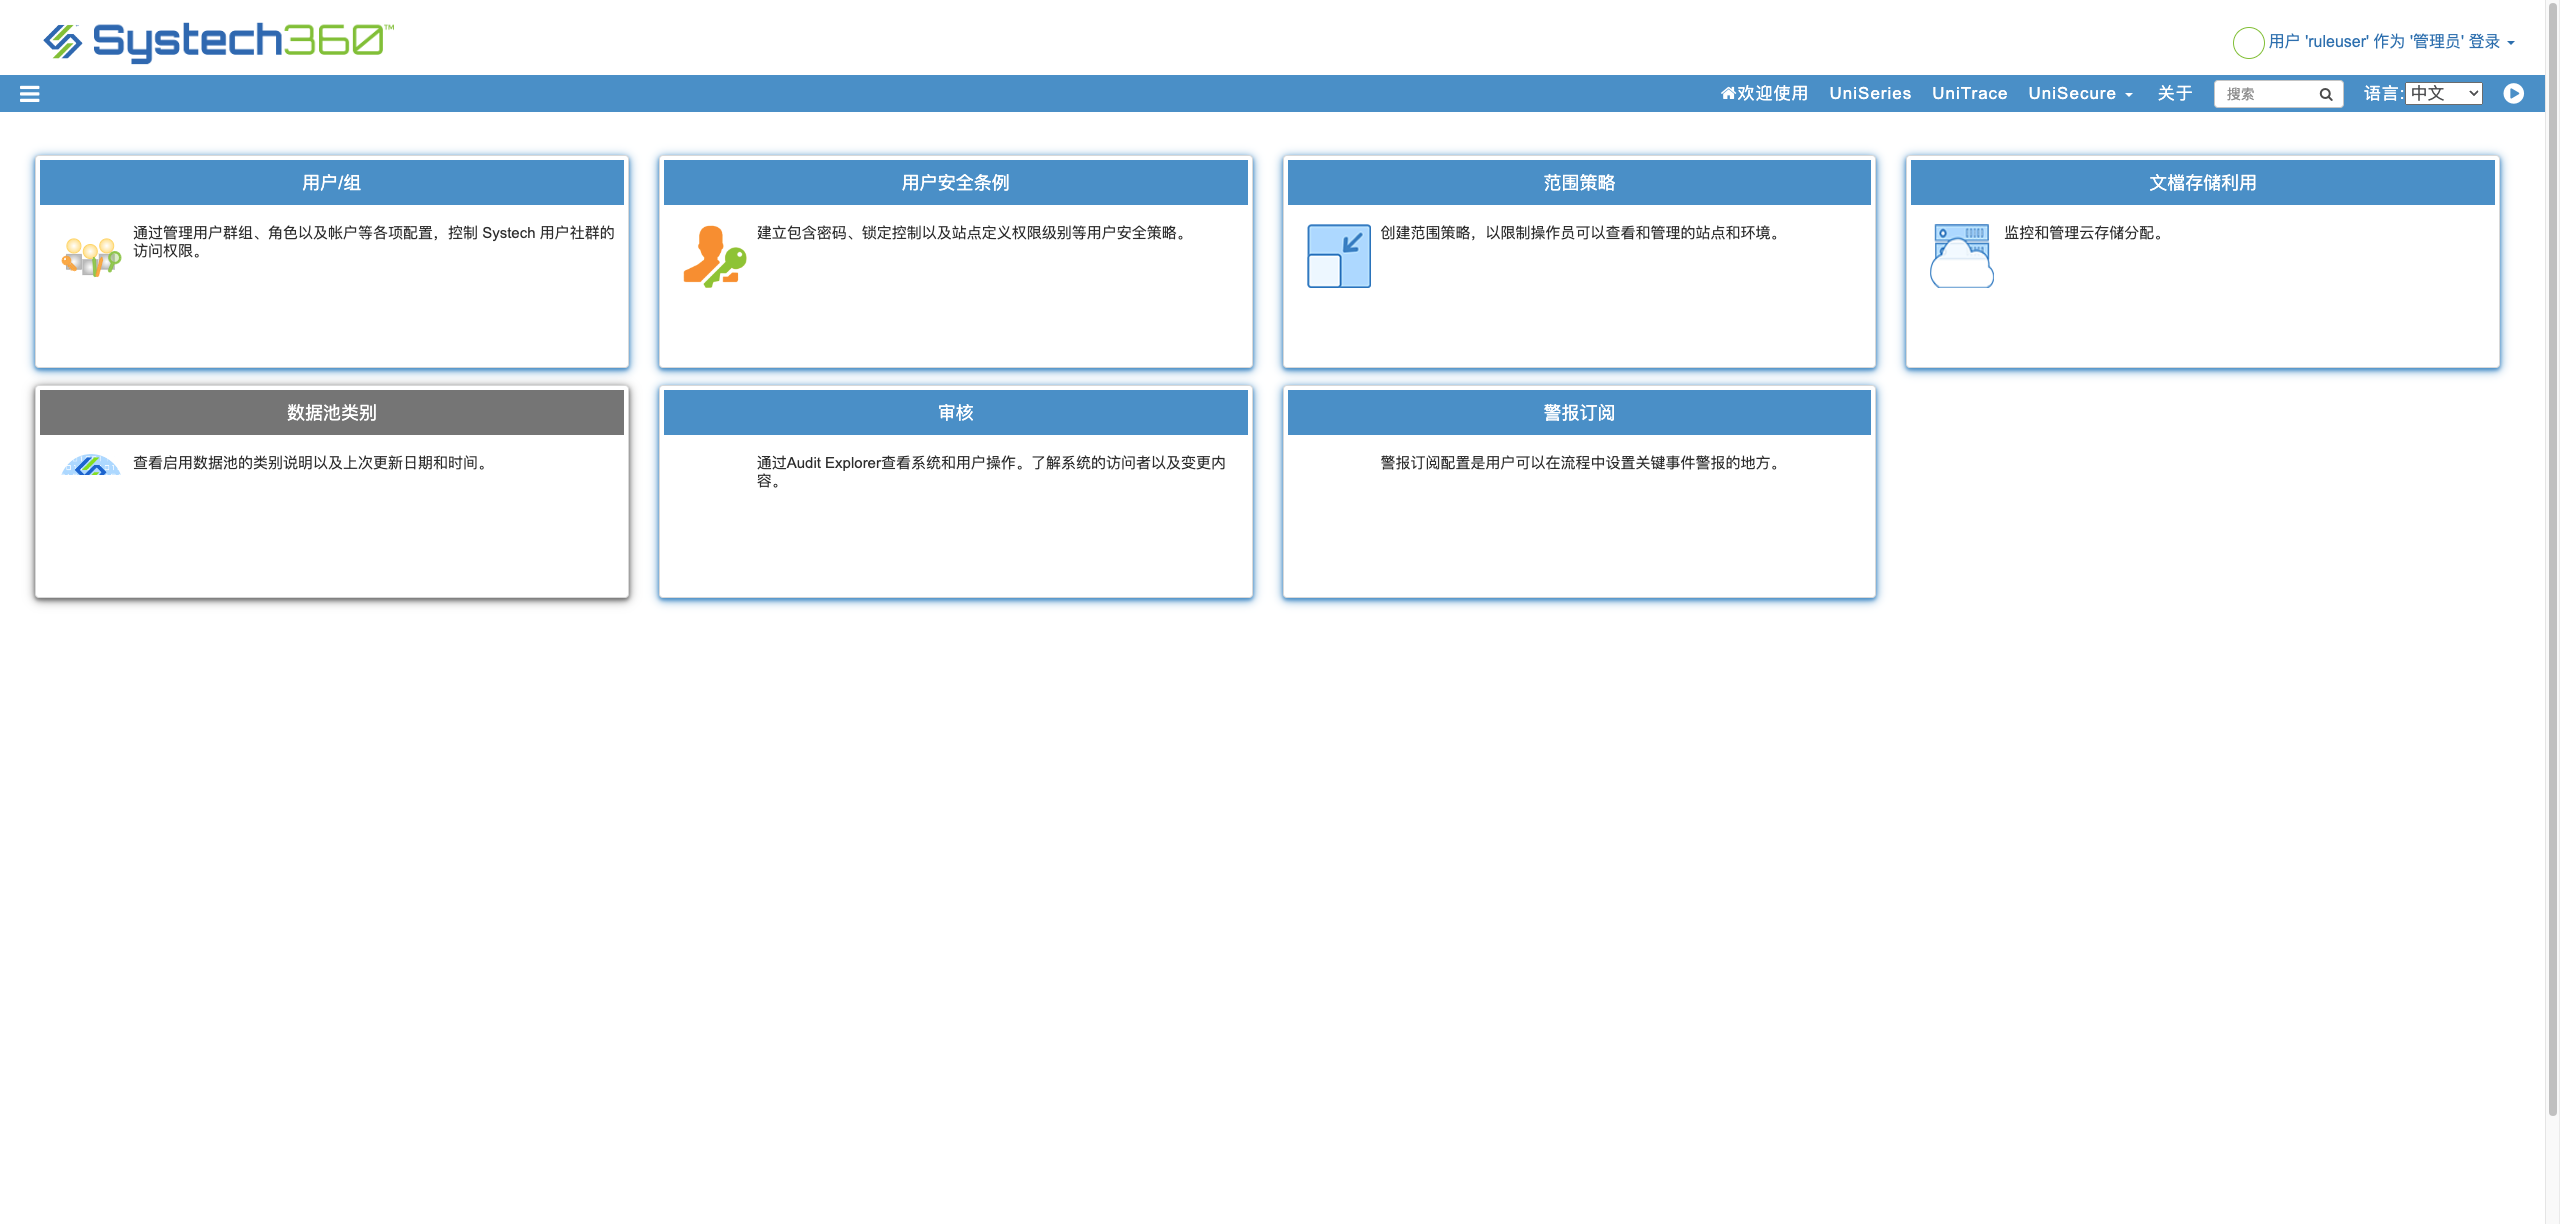 Systech360™
用户 'ruleuser' 作为 '管理员' 登录
欢迎使用 UniSeries UniTrace UniSecure 关于 搜索 语言: 中文
用户/组
通过管理用户群组、角色以及帐户等各项配置，控制 Systech 用户社群的
访问权限。
用户安全条例
建立包含密码、锁定控制以及站点定义权限级别等用户安全策略。
范围策略
创建范围策略，以限制操作员可以查看和管理的站点和环境。
文檔存储利用
监控和管理云存储分配。
数据池类别
查看启用数据池的类别说明以及上次更新日期和时间。
审核
通过Audit Explorer查看系统和用户操作。了解系统的访问者以及变更内
容。
警报订阅
警报订阅配置是用户可以在流程中设置关键事件警报的地方。